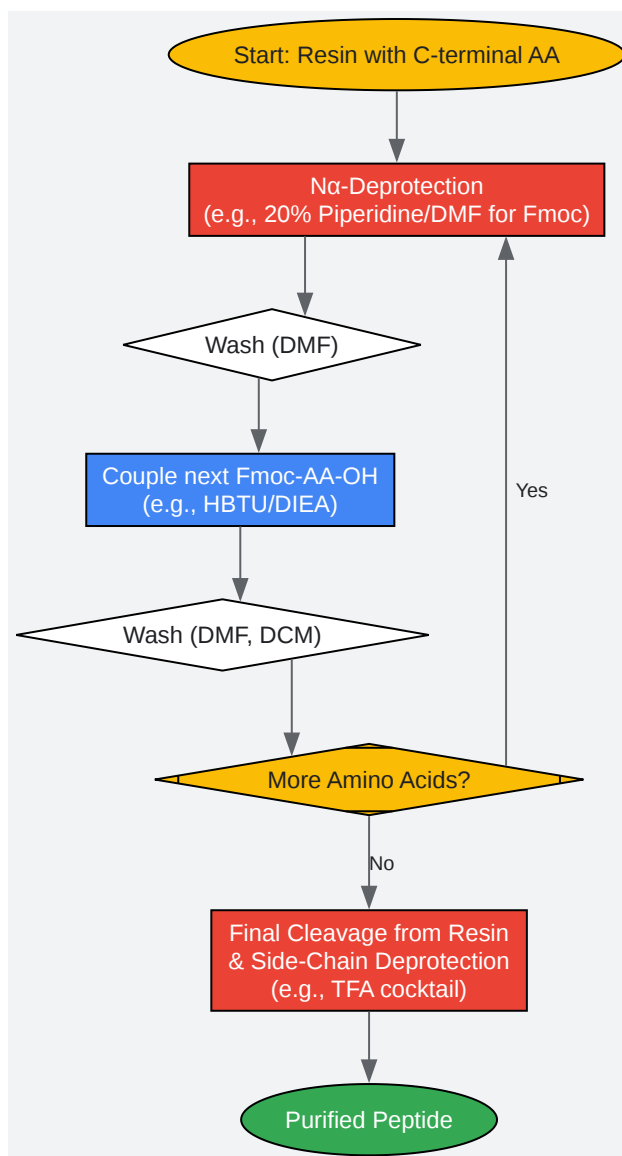 Start: Resin with C-terminal AA
Nα-Deprotection
(e.g., 20% Piperidine/DMF for Fmoc)
Wash (DMF)
Couple next Fmoc-AA-OH
(e.g., HBTU/DIEA)
Yes
Wash (DMF, DCM)
More Amino Acids?
No
Final Cleavage from Resin
& Side-Chain Deprotection
(e.g., TFA cocktail)
Purified Peptide